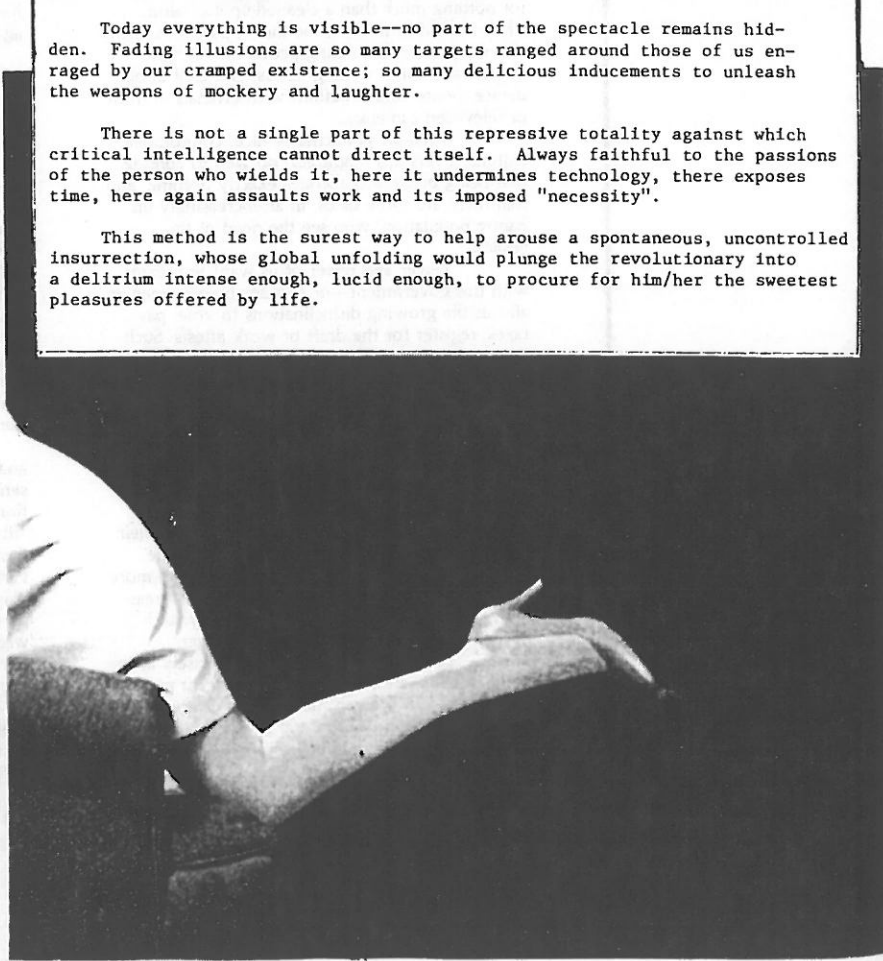 Today everything is visible--no part of the spectacle remains hid-
den. Fading illusions are so many targets ranged around those of us en-
raged by our cramped existence; so many delicious inducements to unleash
the weapons of mockery and laughter.
There is not a single part of this repressive totality against which
critical intelligence cannot direct itself. Always faithful to the passions
of the person who wields it, here it undermines technology, there exposes
time, here again assaults work and its imposed "necessity".
This method is the surest way to help arouse a spontaneous, uncontrolled
insurrection, whose global unfolding would plunge the revolutionary into
a delirium intense enough, lucid enough, to procure for him/her the sweetest
pleasures offered by life.